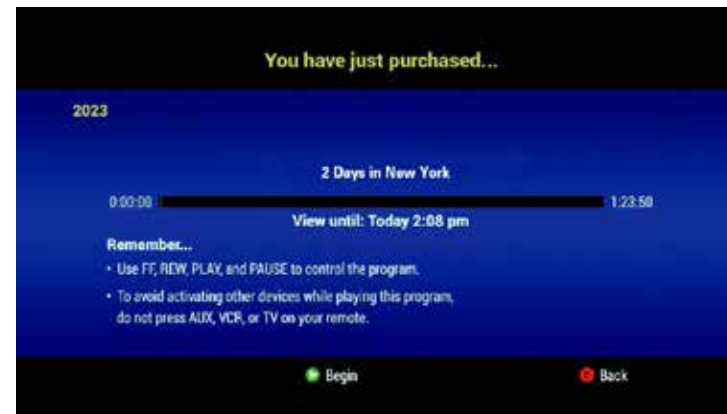 You have just purchased...
2023
2 Days in New York
0:00:00 1:23:50
View until: Today 2:08 pm
Remember...
• Use FF, REW, PLAY, and PAUSE to control the program.
• To avoid activating other devices while playing this program,
do not press AUX, VCR, or TV on your remote.
Begin Back